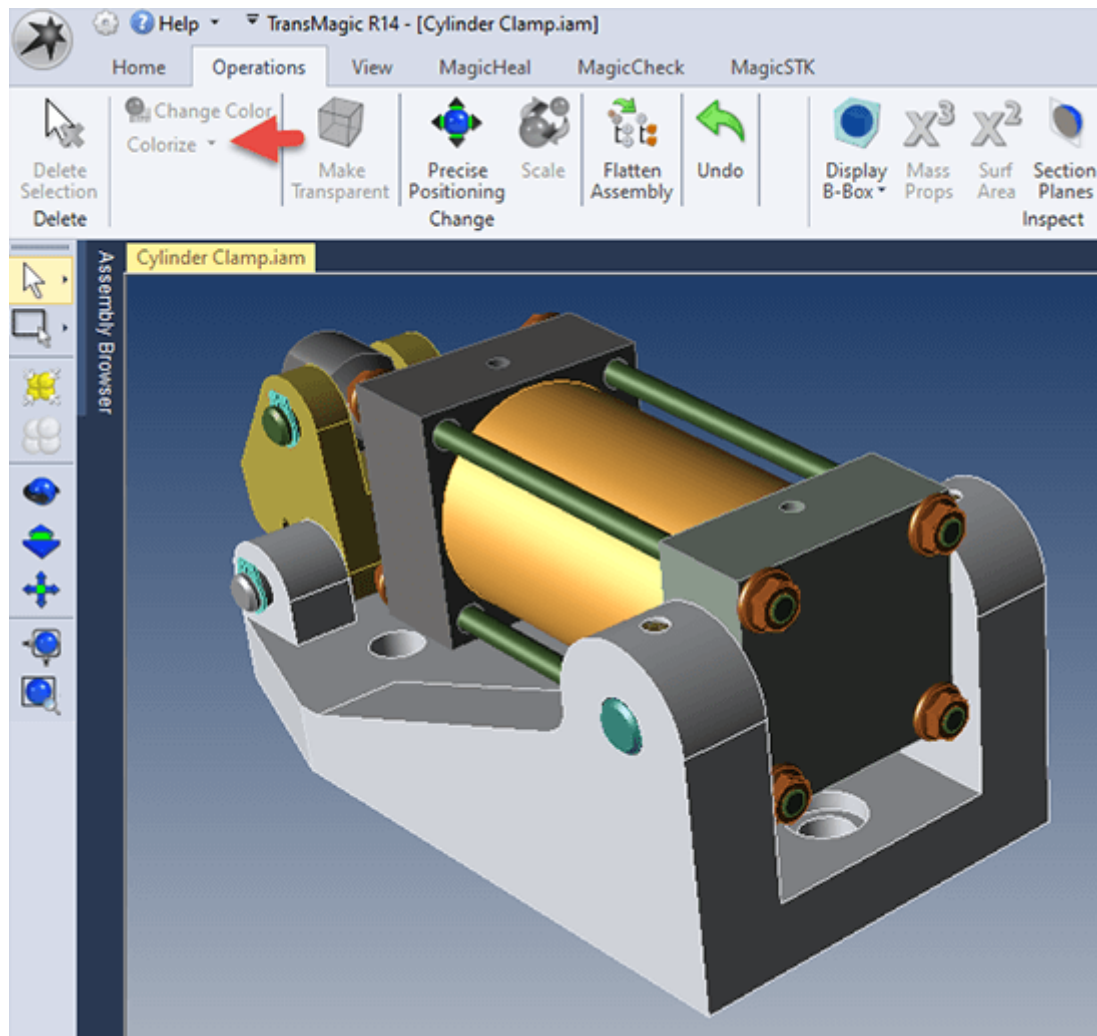 Help TransMagic R14 - [Cylinder Clamp.iam]
Home Operations View MagicHeal MagicCheck MagicSTK
Delete Selection
Delete
Change Color
Colorize
Make Transparent
Precise Positioning
Scale
Flatten Assembly
Undo
Change
Display B-Box
X³ Mass Props
X² Surf Area
Section Planes
Inspect
Assembly Browser
Cylinder Clamp.iam